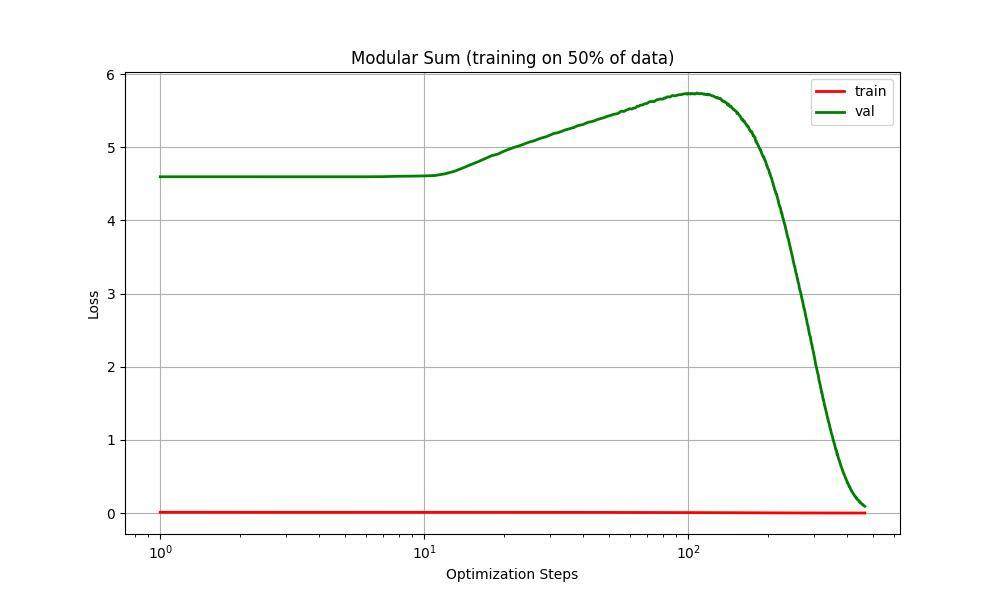 Modular Sum (training on 50% of data)
6
5
4
3
2
1
0
Loss
train
val
10⁰
10¹
10²
Optimization Steps